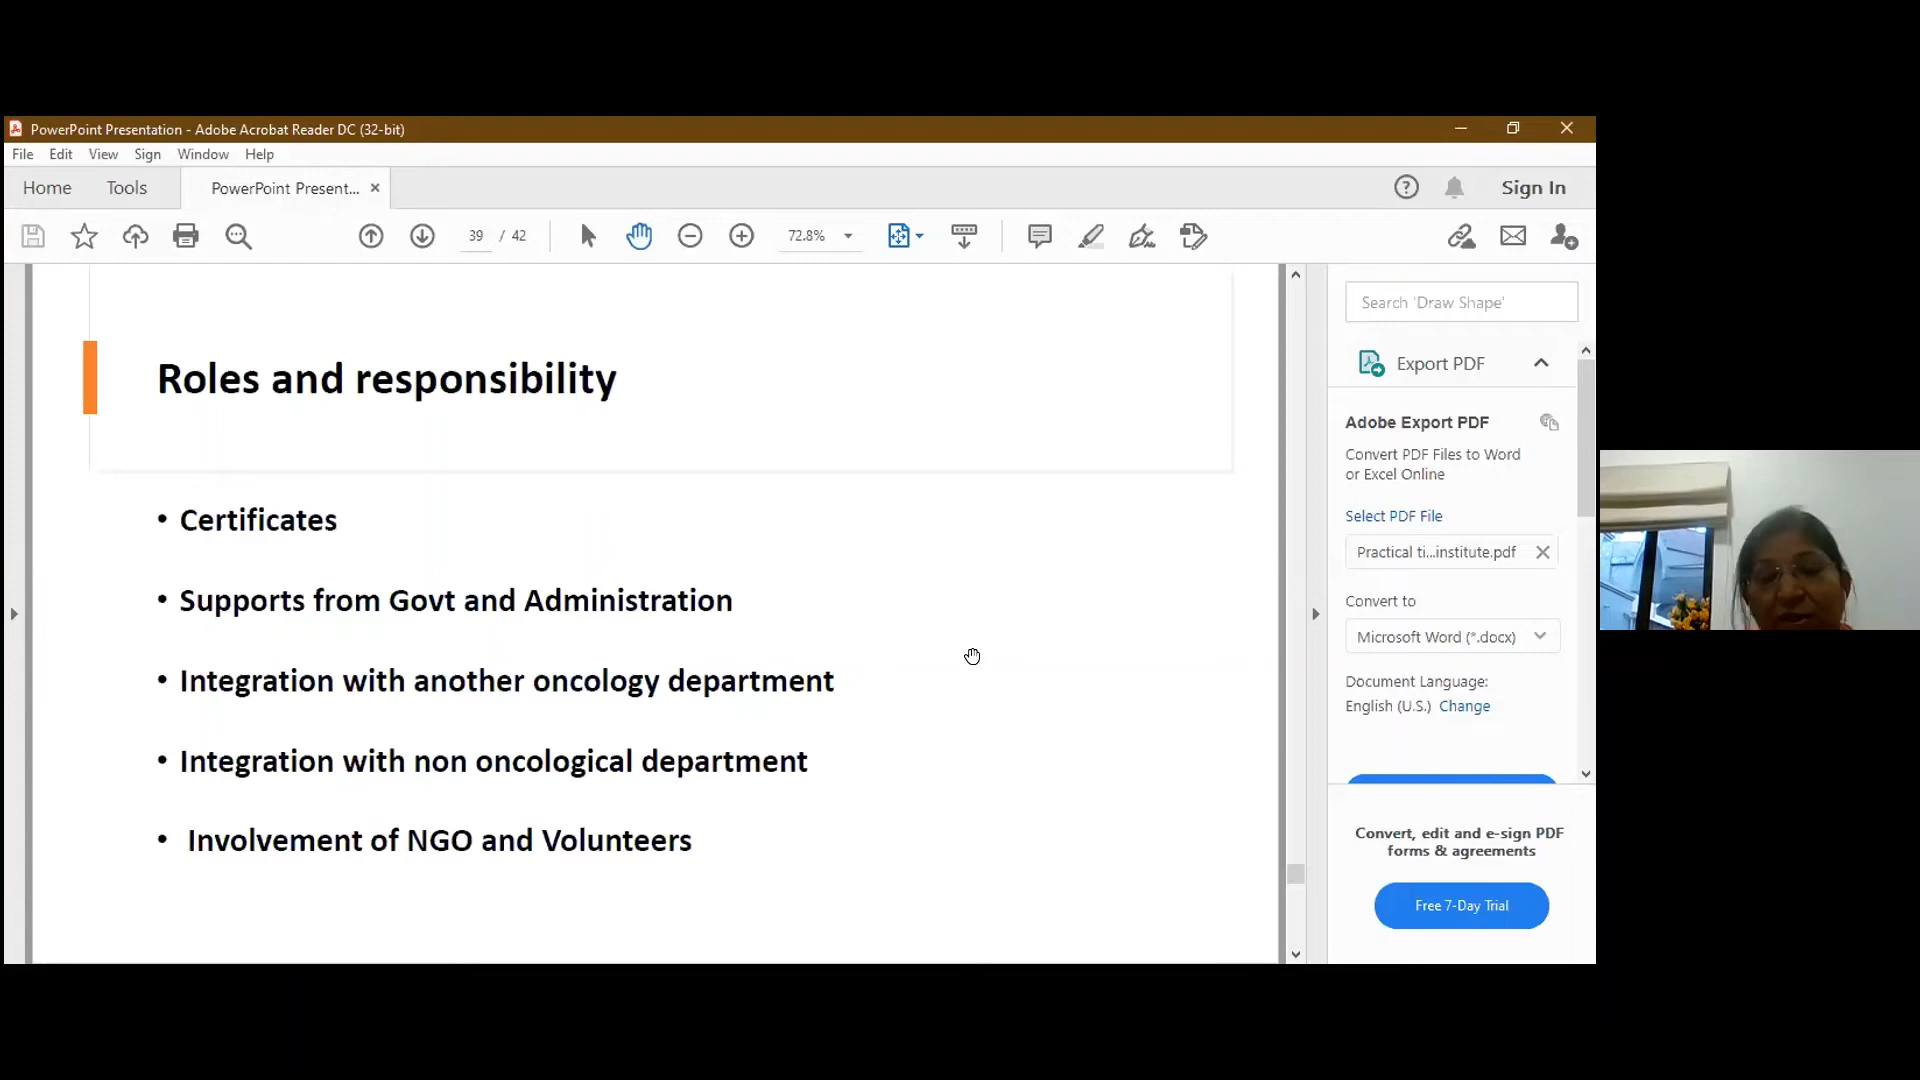 PowerPoint Presentation - Adobe Acrobat Reader DC (32-bit)
File Edit View Sign Window Help
Home Tools PowerPoint Present... Sign In
39 / 42 72.8%
Roles and responsibility
• Certificates
• Supports from Govt and Administration
• Integration with another oncology department
• Integration with non oncological department
• Involvement of NGO and Volunteers
Search 'Draw Shape'
Export PDF
Adobe Export PDF
Convert PDF Files to Word
or Excel Online
Select PDF File
Practical ti...institute.pdf
Convert to
Microsoft Word (*.docx)
Document Language:
English (U.S.) Change
Convert, edit and e-sign PDF
forms & agreements
Free 7-Day Trial